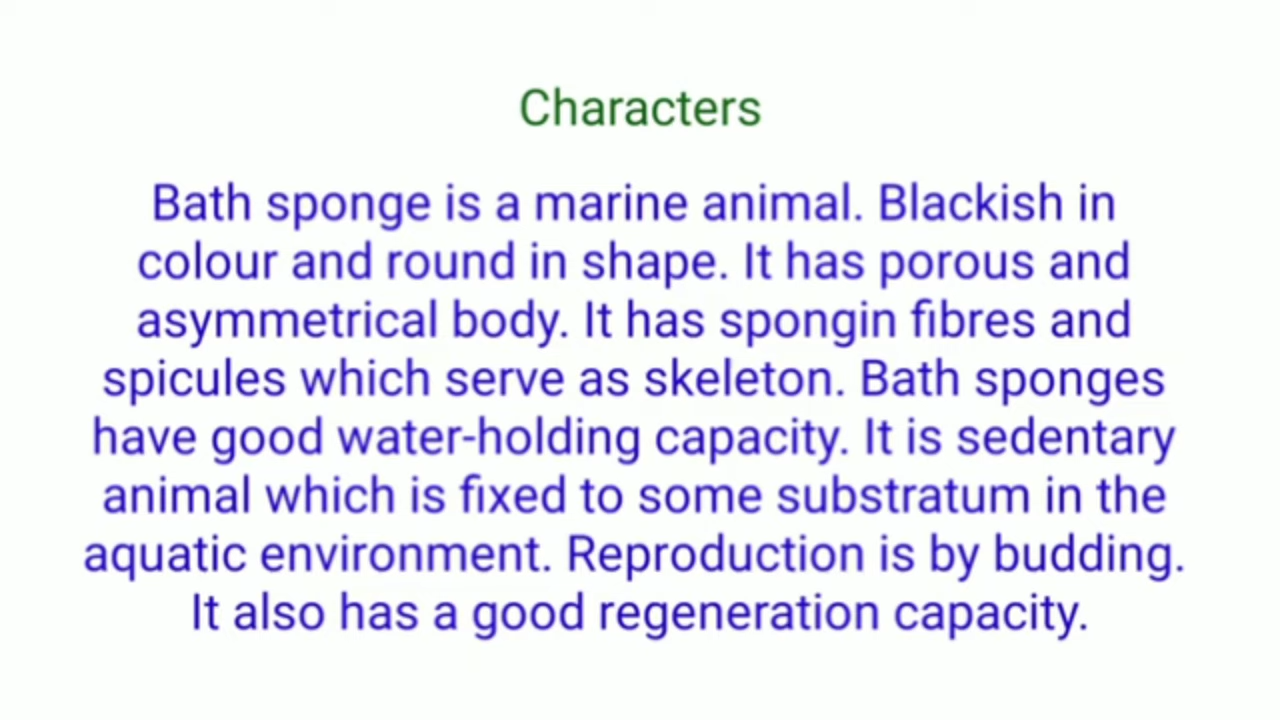 Characters
Bath sponge is a marine animal. Blackish in
colour and round in shape. It has porous and
asymmetrical body. It has spongin fibres and
spicules which serve as skeleton. Bath sponges
have good water-holding capacity. It is sedentary
animal which is fixed to some substratum in the
aquatic environment. Reproduction is by budding.
It also has a good regeneration capacity.